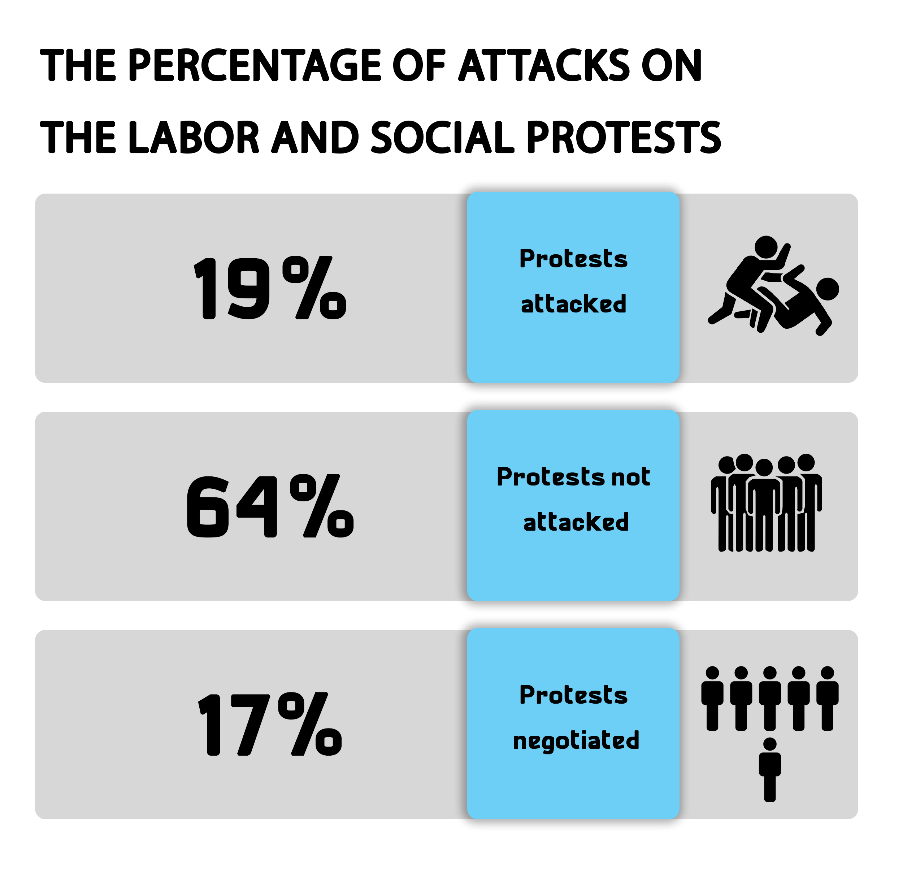 THE PERCENTAGE OF ATTACKS ON
THE LABOR AND SOCIAL PROTESTS
19%
Protests
attacked
64%
Protests not
attacked
17%
Protests
negotiated